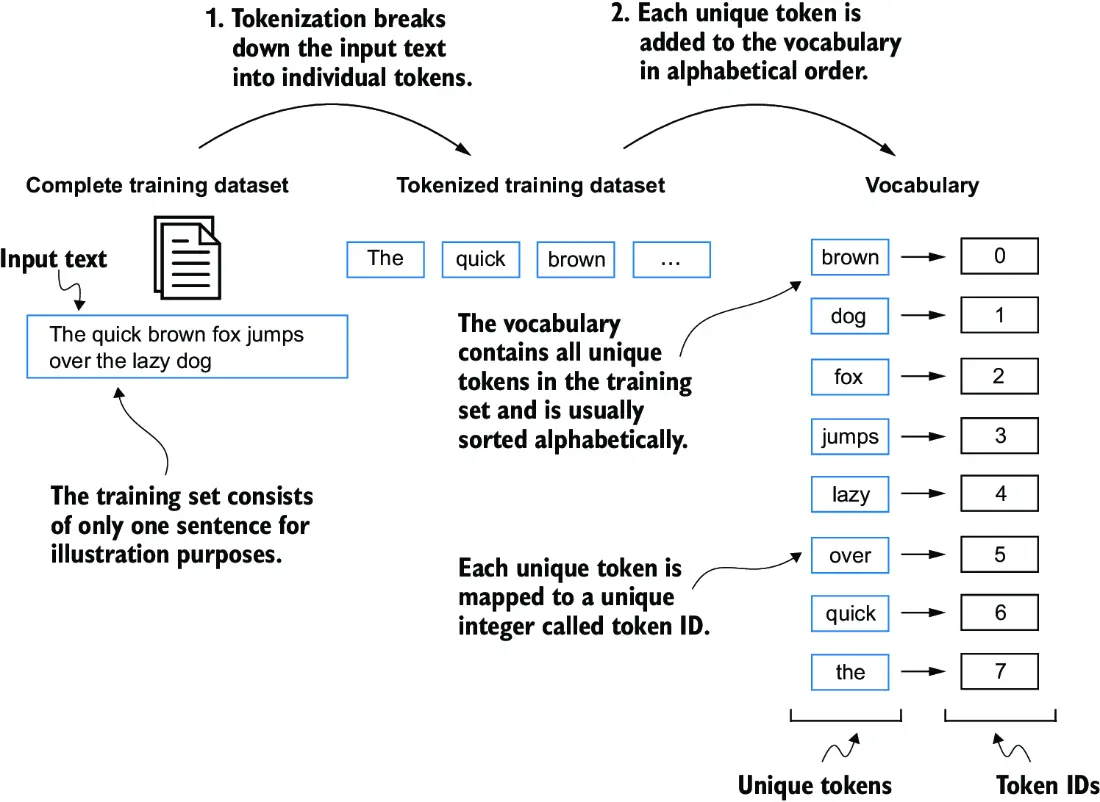 1. Tokenization breaks
down the input text
into individual tokens.
2. Each unique token is
added to the vocabulary
in alphabetical order.
Complete training dataset
Tokenized training dataset
Vocabulary
Input text
The quick brown fox jumps
over the lazy dog
The training set consists
of only one sentence for
illustration purposes.
The quick brown ...
The vocabulary
contains all unique
tokens in the training
set and is usually
sorted alphabetically.
Each unique token is
mapped to a unique
integer called token ID.
brown 0
dog 1
fox 2
jumps 3
lazy 4
over 5
quick 6
the 7
Unique tokens
Token IDs